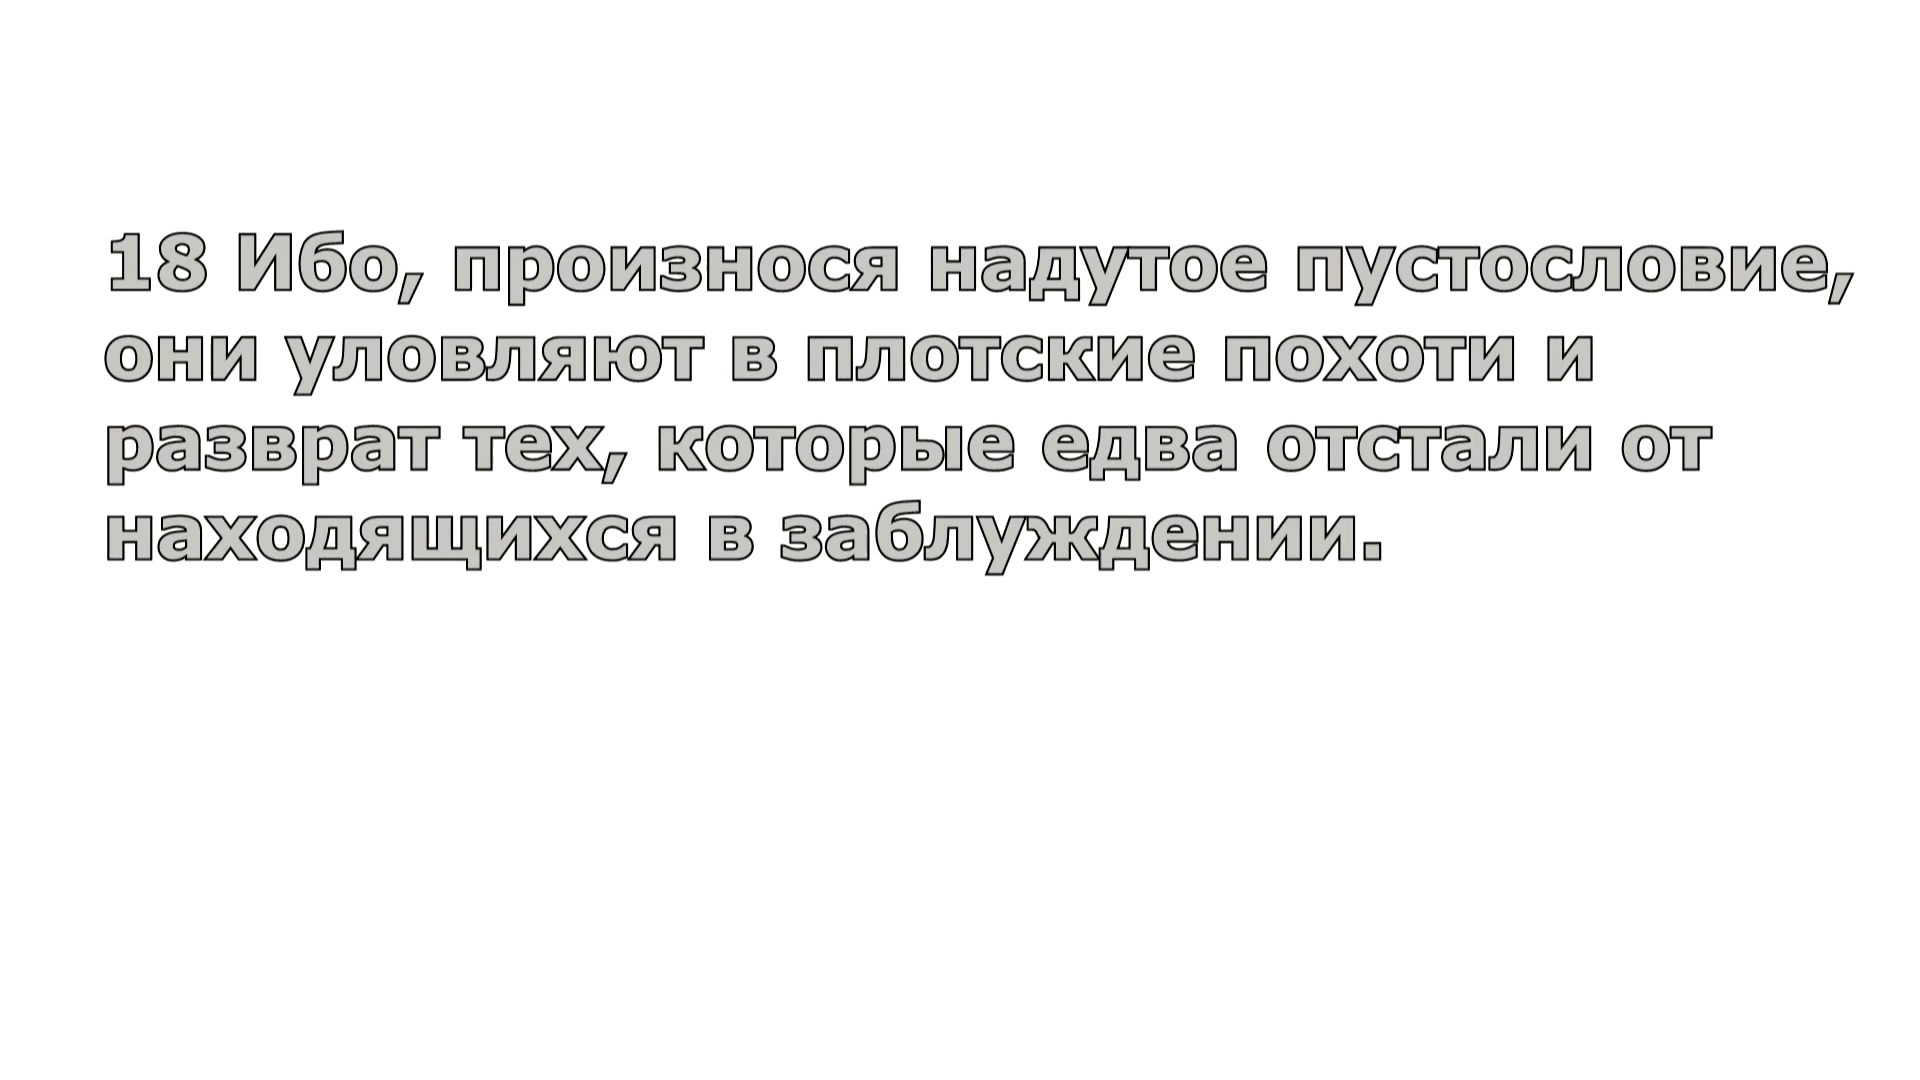 18 Ибо, произнося надутое пустословие,
они уловляют в плотские похоти и
разврат тех, которые едва отстали от
находящихся в заблуждении.